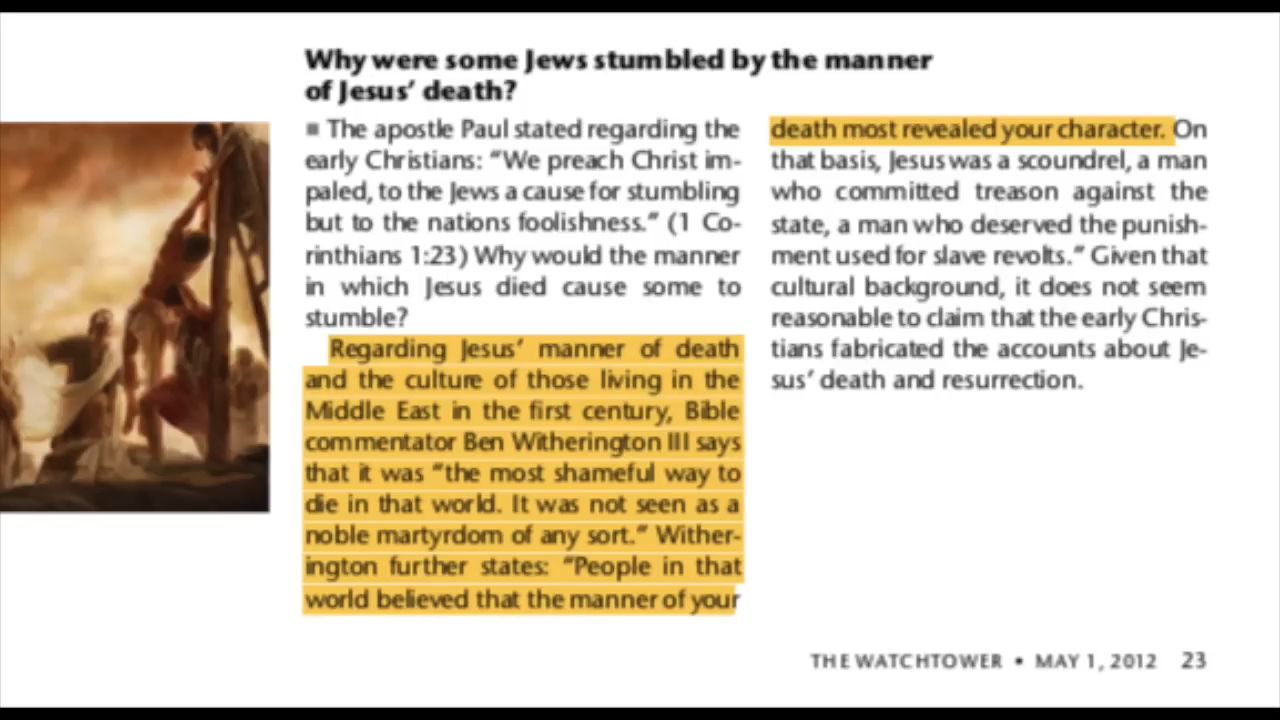 Why were some Jews stumbled by the manner
of Jesus' death?
■ The apostle Paul stated regarding the
early Christians: “We preach Christ im-
paled, to the Jews a cause for stumbling
but to the nations foolishness.” (1 Co-
rinthians 1:23) Why would the manner
in which Jesus died cause some to
stumble?
Regarding Jesus' manner of death
and the culture of those living in the
Middle East in the first century, Bible
commentator Ben Witherington III says
that it was “the most shameful way to
die in that world. It was not seen as a
noble martyrdom of any sort.” Wither-
ington further states: “People in that
world believed that the manner of your
death most revealed your character. On
that basis, Jesus was a scoundrel, a man
who committed treason against the
state, a man who deserved the punish-
ment used for slave revolts.” Given that
cultural background, it does not seem
reasonable to claim that the early Chris-
tians fabricated the accounts about Je-
sus' death and resurrection.
THE WATCHTOWER • MAY 1, 2012 23